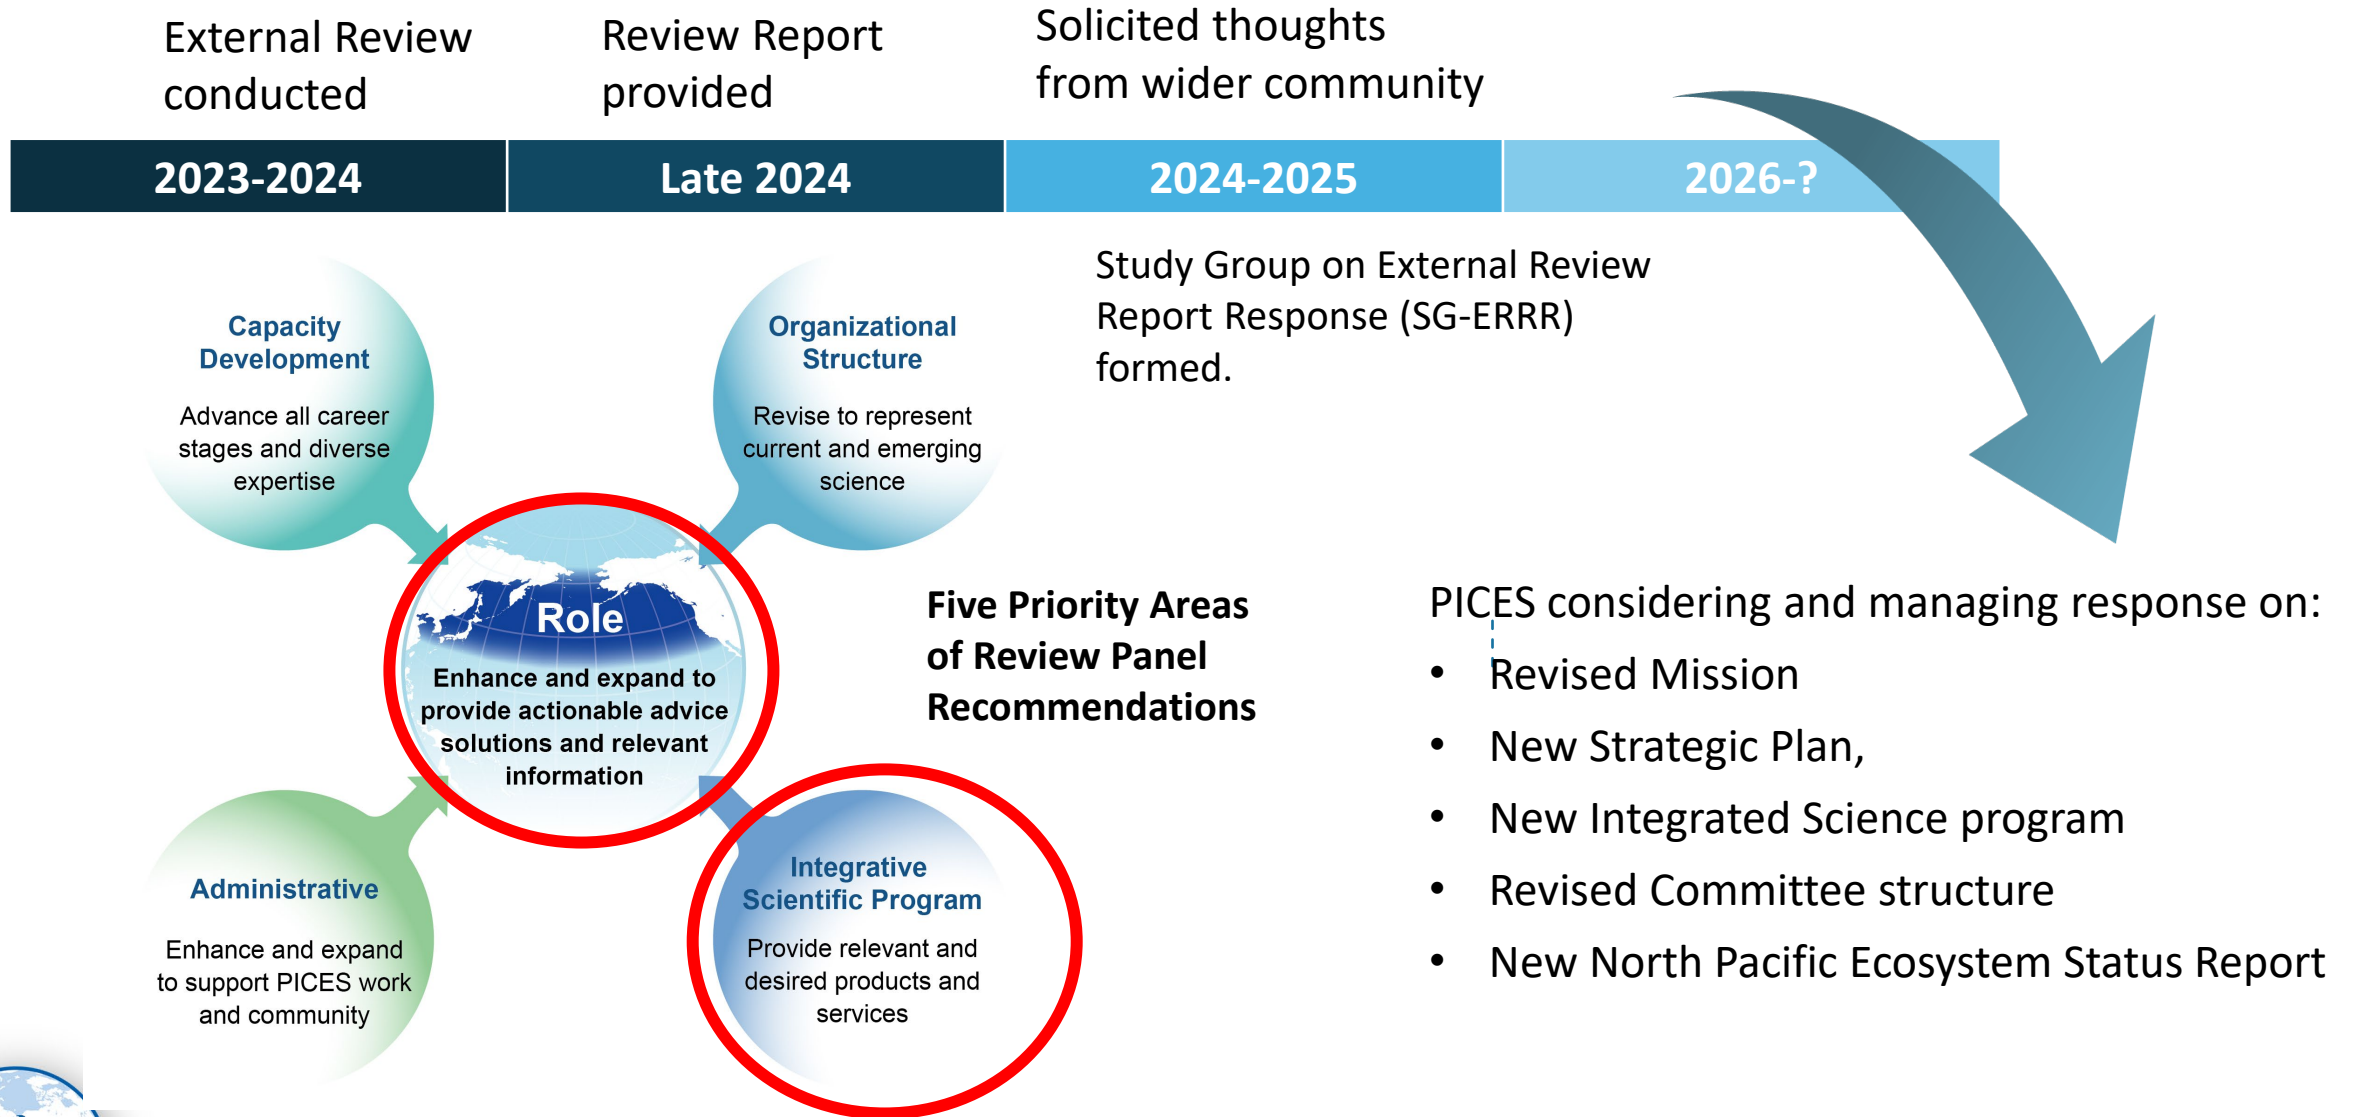 External Review
conducted
Review Report
provided
Solicited thoughts
from wider community
2023-2024
Late 2024
2024-2025
2026-?
Study Group on External Review
Report Response (SG-ERRR)
formed.
Capacity
Development
Advance all career
stages and diverse
expertise
Organizational
Structure
Revise to represent
current and emerging
science
Role
Enhance and expand to
provide actionable advice
solutions and relevant
information
Five Priority Areas
of Review Panel
Recommendations
Administrative
Enhance and expand
to support PICES work
and community
Integrative
Scientific Program
Provide relevant and
desired products and
services
PICES considering and managing response on:
• Revised Mission
• New Strategic Plan,
• New Integrated Science program
• Revised Committee structure
• New North Pacific Ecosystem Status Report